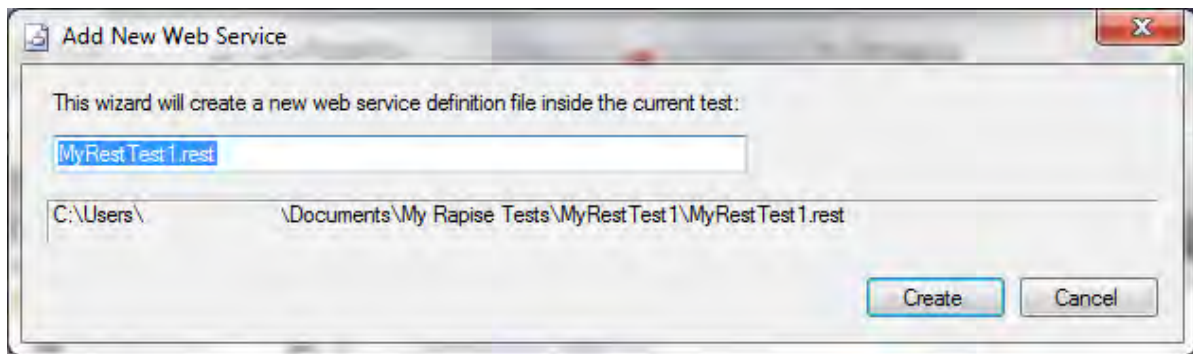 Add New Web Service
This wizard will create a new web service definition file inside the current test:
MyRestTest1.rest
C:\Users\ \Documents\My Rapise Tests\MyRestTest1\MyRestTest1.rest
Create Cancel